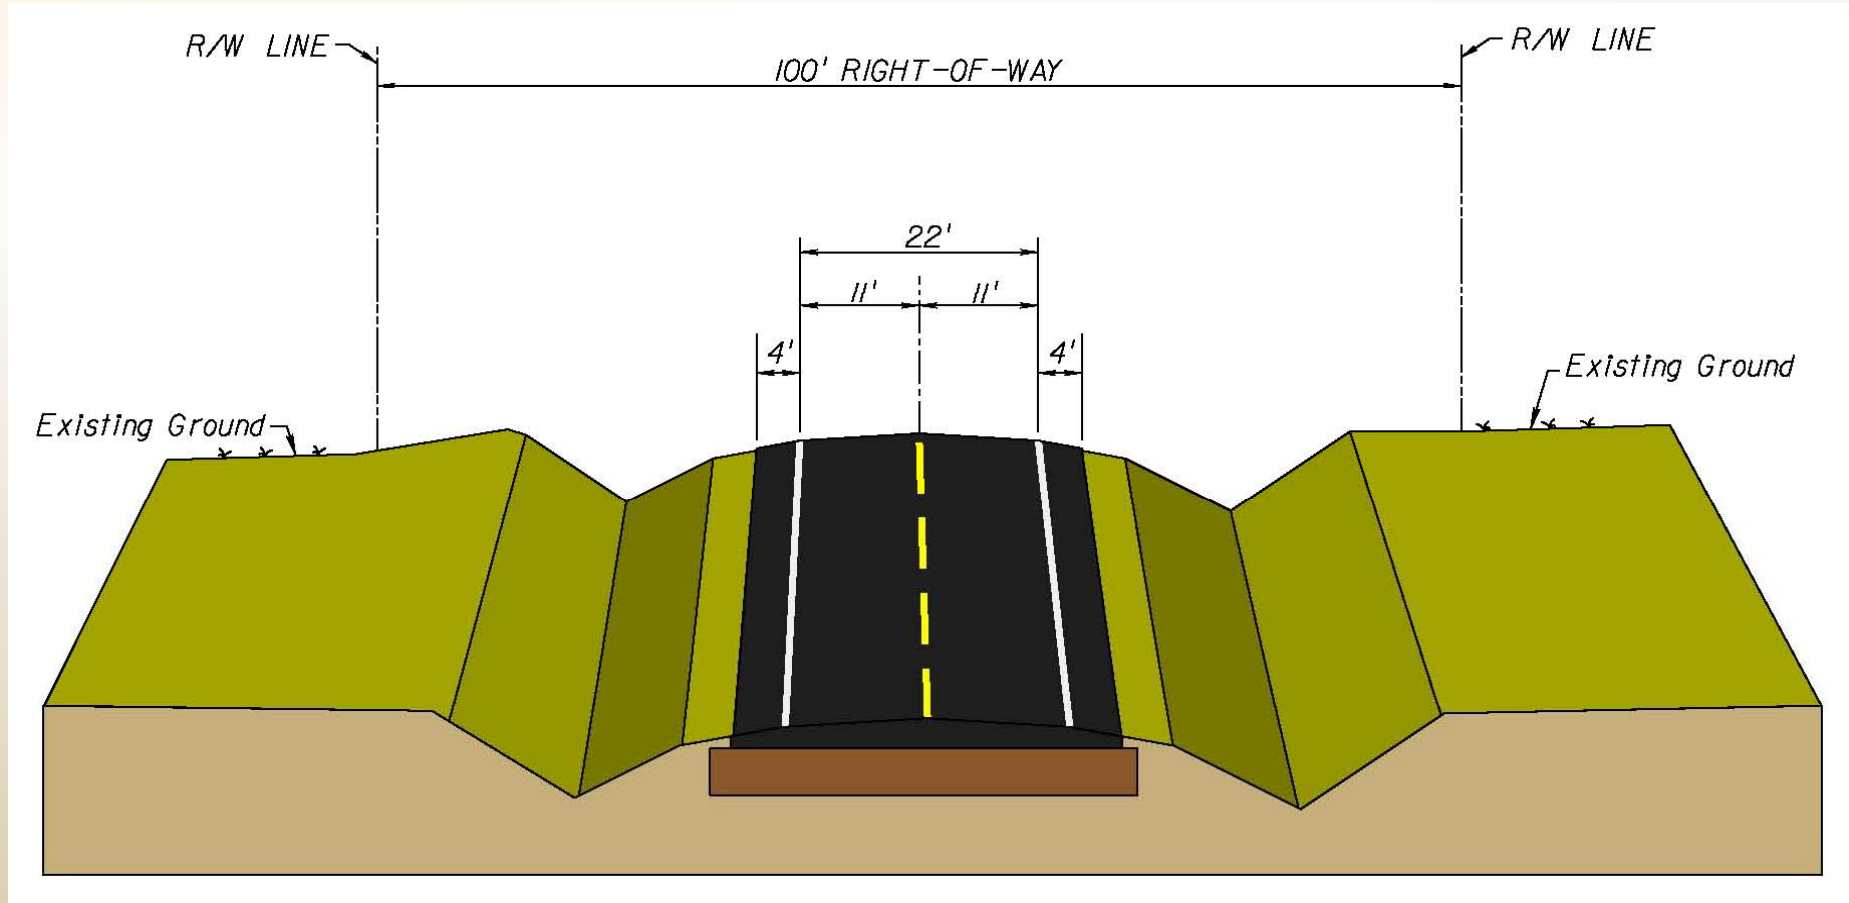 R/W LINE
R/W LINE
100' RIGHT-OF-WAY
22'
11'
11'
4'
4'
Existing Ground
Existing Ground